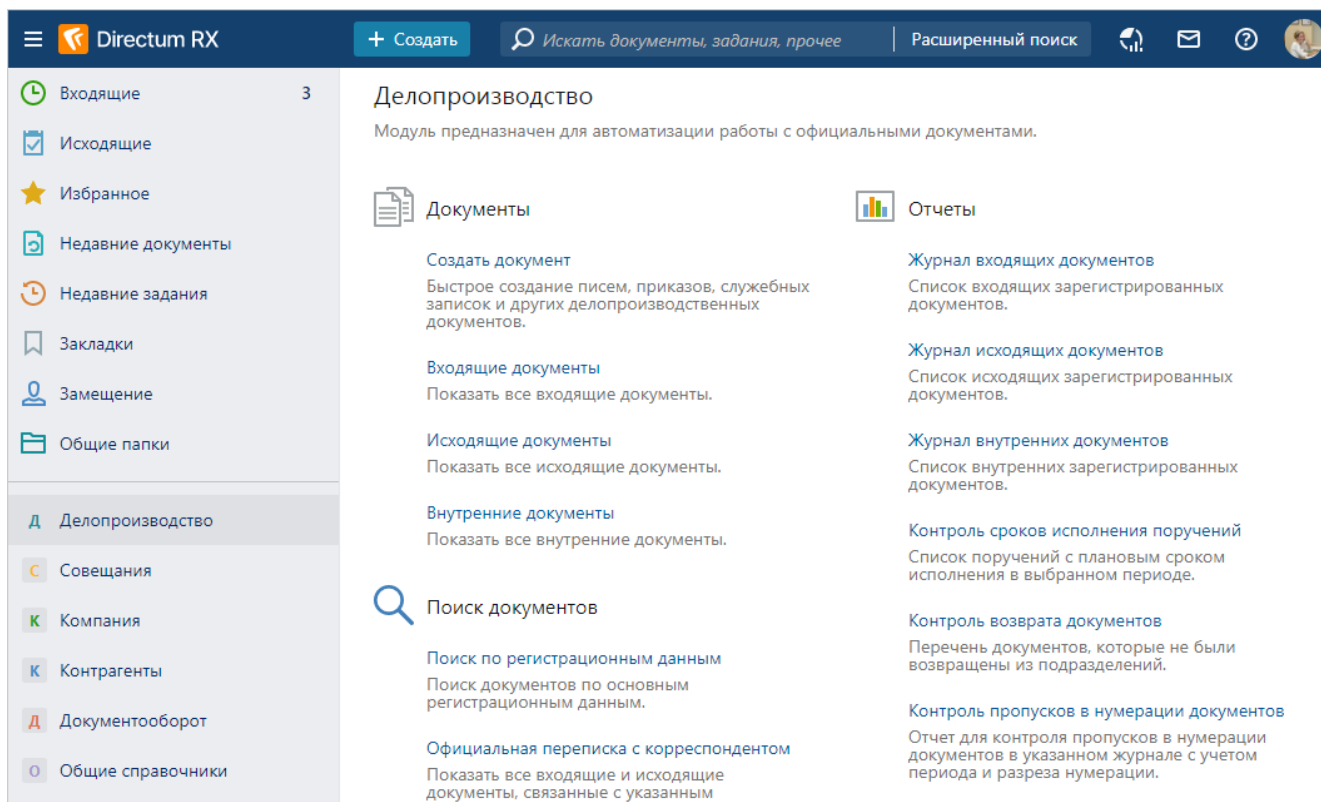 Directum RX
+ Создать
Искать документы, задания, прочее
Расширенный поиск
Входящие 3
Исходящие
Избранное
Недавние документы
Недавние задания
Закладки
Замещение
Общие папки
Д Делопроизводство
С Совещания
К Компания
К Контрагенты
Д Документооборот
О Общие справочники
Делопроизводство
Модуль предназначен для автоматизации работы с официальными документами.
Документы
Создать документ
Быстрое создание писем, приказов, служебных
записок и других делопроизводственных
документов.
Входящие документы
Показать все входящие документы.
Исходящие документы
Показать все исходящие документы.
Внутренние документы
Показать все внутренние документы.
Поиск документов
Поиск по регистрационным данным
Поиск документов по основным
регистрационным данным.
Официальная переписка с корреспондентом
Показать все входящие и исходящие
документы, связанные с указанным
Отчеты
Журнал входящих документов
Список входящих зарегистрированных
документов.
Журнал исходящих документов
Список исходящих зарегистрированных
документов.
Журнал внутренних документов
Список внутренних зарегистрированных
документов.
Контроль сроков исполнения поручений
Список поручений с плановым сроком
исполнения в выбранном периоде.
Контроль возврата документов
Перечень документов, которые не были
возвращены из подразделений.
Контроль пропусков в нумерации документов
Отчет для контроля пропусков в нумерации
документов в указанном журнале с учетом
периода и разреза нумерации.